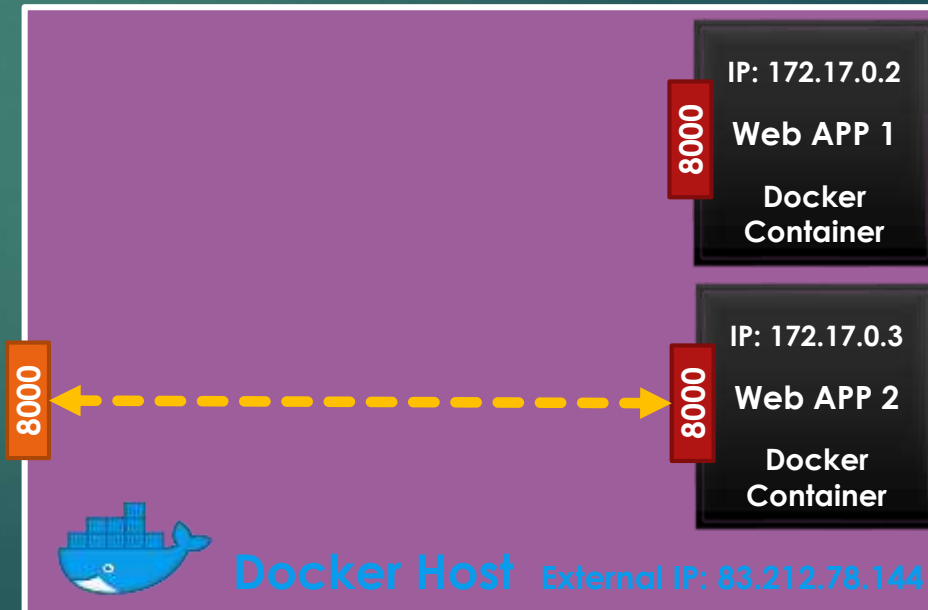 IP: 172.17.0.2
8000
Web APP 1
Docker
Container
IP: 172.17.0.3
8000
8000
Web APP 2
Docker
Container
Docker Host External IP: 83.212.78.144